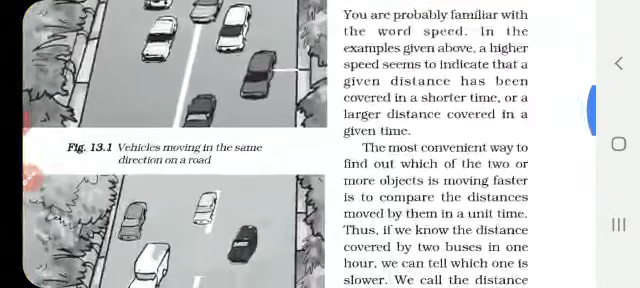 Fig. 13.1 Vehicles moving in the same
direction on a road
You are probably familiar with
the word speed. In the
examples given above, a higher
speed seems to indicate that a
given distance has been
covered in a shorter time, or a
larger distance covered in a
given time.
The most convenient way to
find out which of the two or
more objects is moving faster
is to compare the distances
moved by them in a unit time.
Thus, if we know the distance
covered by two buses in one
hour, we can tell which one is
slower. We call the distance